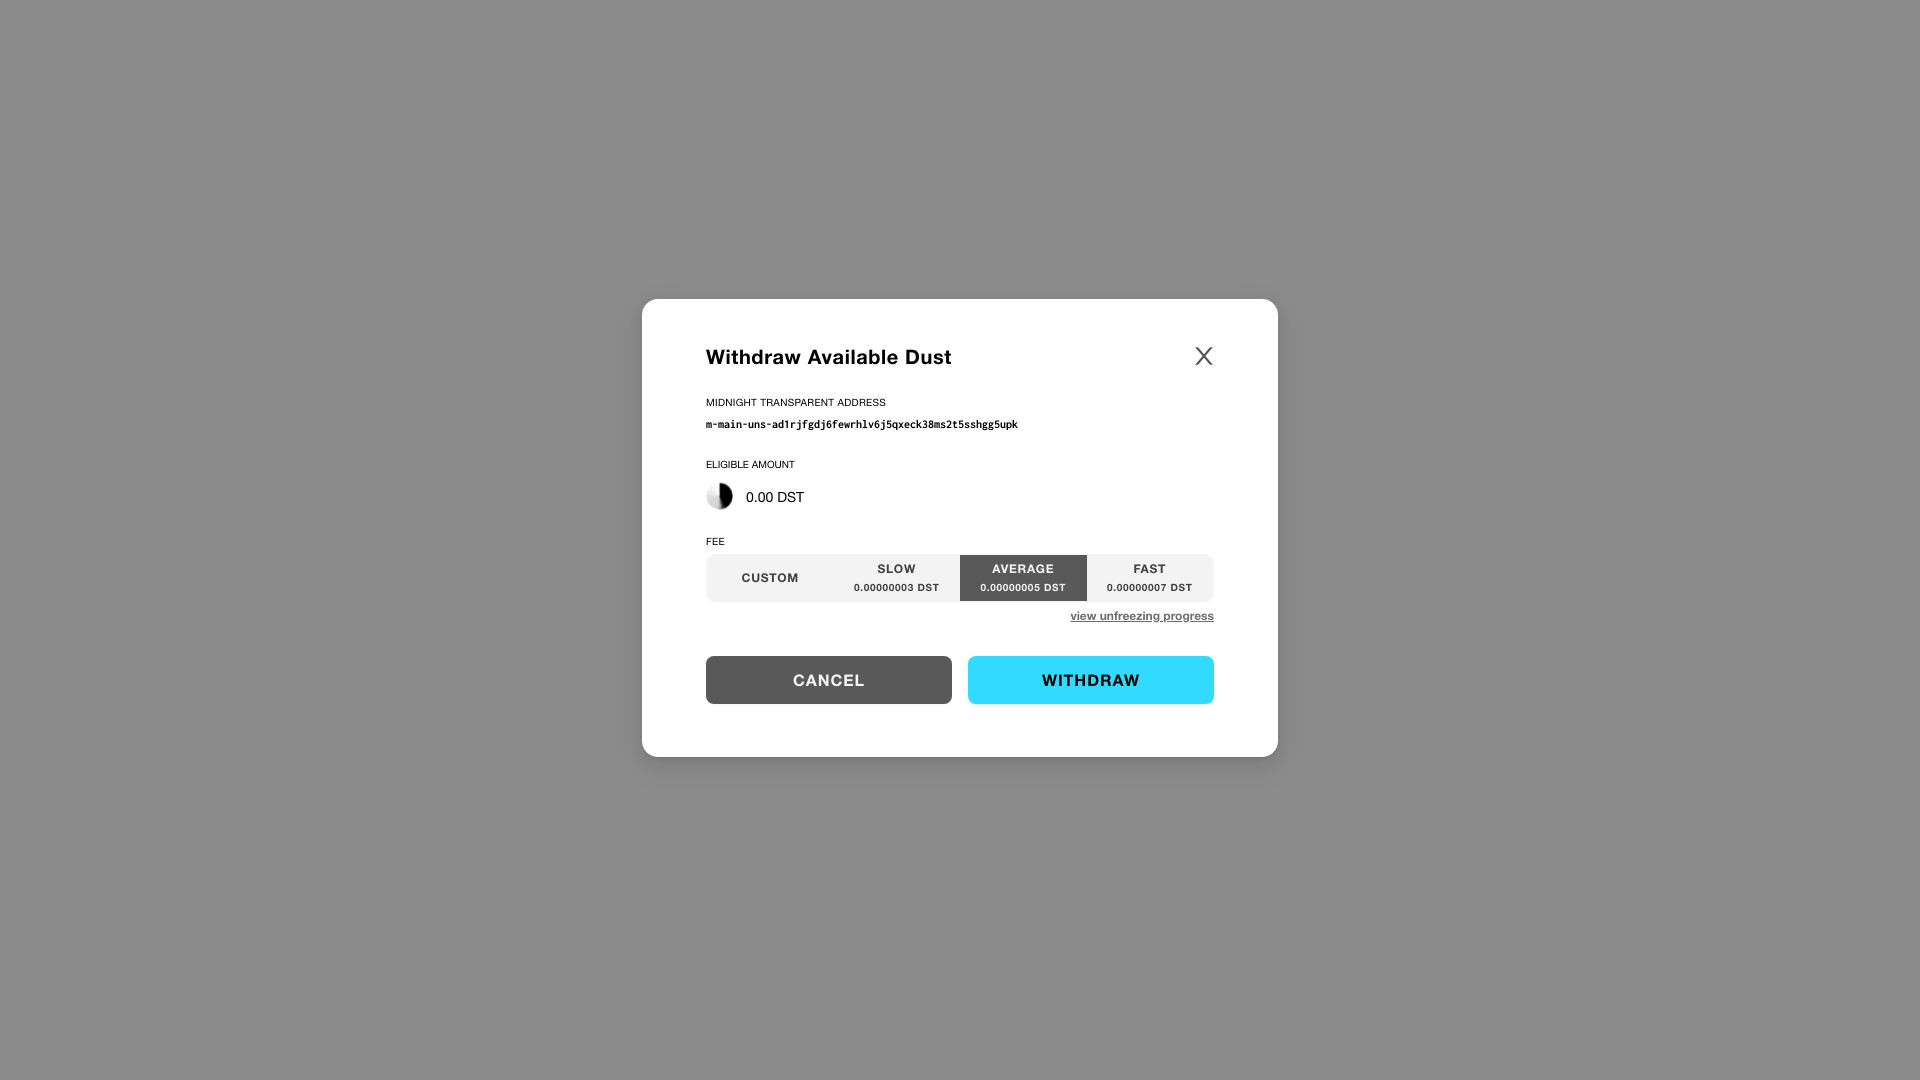 Withdraw Available Dust
X
MIDNIGHT TRANSPARENT ADDRESS
m-main-uns-ad1rjfgdj6fewrhlv6j5qxeck38ms2t5sshgg5upk
ELIGIBLE AMOUNT
0.00 DST
FEE
CUSTOM
SLOW
0.00000003 DST
AVERAGE
0.00000005 DST
FAST
0.00000007 DST
view unfreezing progress
CANCEL
WITHDRAW